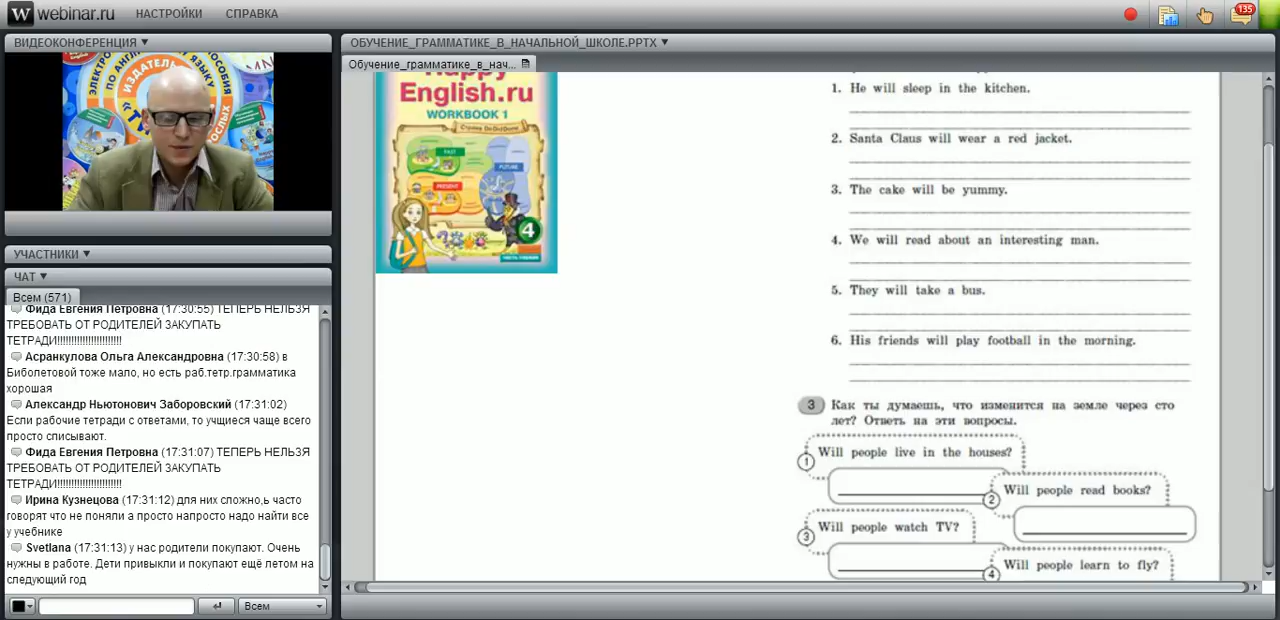 W webinar.ru НАСТРОЙКИ СПРАВКА
135
ВИДЕОКОНФЕРЕНЦИЯ
УЧАСТНИКИ
ЧАТ
Всем (571)
Фида Евгения Петровна (17:30:55) ТЕПЕРЬ НЕЛЬЗЯ
ТРЕБОВАТЬ ОТ РОДИТЕЛЕЙ ЗАКУПАТЬ
ТЕТРАДИ!!!!!!!!!!!!!!!!!!!!!!!!
Асранкулова Ольга Александровна (17:30:58) в
Биболетовой тоже мало, но есть раб.тетр.грамматика
хорошая
Александр Ньютонович Заборовский (17:31:02)
Если рабочие тетради с ответами, то учщиеся чаще всего
просто списывают.
Фида Евгения Петровна (17:31:07) ТЕПЕРЬ НЕЛЬЗЯ
ТРЕБОВАТЬ ОТ РОДИТЕЛЕЙ ЗАКУПАТЬ
ТЕТРАДИ!!!!!!!!!!!!!!!!!!!!!!!!
Ирина Кузнецова (17:31:12) для них спожно,ь часто
говорят что не поняли а просто напросто надо найти все
у учебнике
Svetlana (17:31:13) у нас родители покупают. Очень
нужны в работе. Дети привыкли и покупают ещё летом на
следующий год
Всем
ОБУЧЕНИЕ_ГРАММАТИКЕ_В_НАЧАЛЬНОЙ_ШКОЛЕ.PPTX
Обучение_грамматике_в_нач...
Happy
English.ru
WORKBOOK 1
PAST
FUTURE
PRESENT
4
1. He will sleep in the kitchen.
2. Santa Claus will wear a red jacket.
3. The cake will be yummy.
4. We will read about an interesting man.
5. They will take a bus.
6. His friends will play football in the morning.
3 Как ты думаешь, что изменится на земле через сто
лет? Ответь на эти вопросы.
1 Will people live in the houses?
2 Will people read books?
3 Will people watch TV?
4 Will people learn to fly?